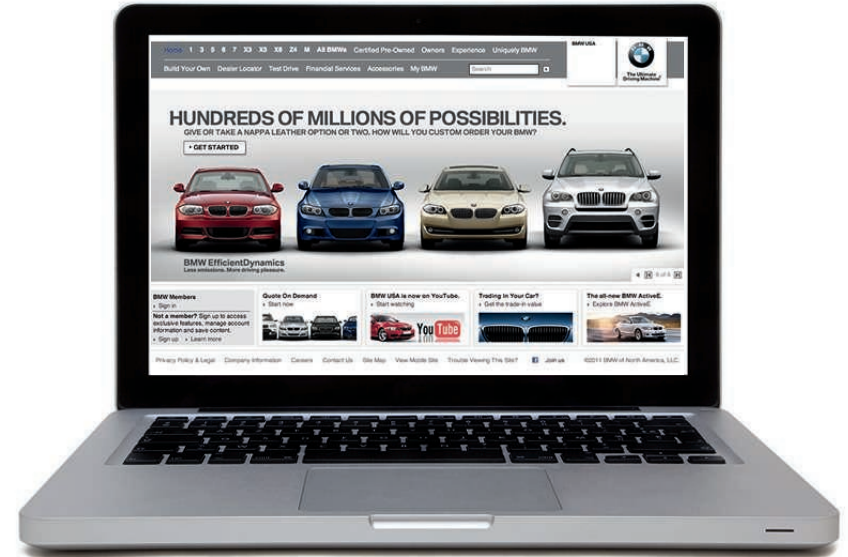 Home 1 3 5 6 7 X3 X5 X6 Z4 M All BMWs Certified Pre-Owned Owners Experience Uniquely BMW
BMW USA
Build Your Own Dealer Locator Test Drive Financial Services Accessories My BMW Search
The Ultimate
Driving Machine®
HUNDREDS OF MILLIONS OF POSSIBILITIES.
GIVE OR TAKE A NAPPA LEATHER OPTION OR TWO. HOW WILL YOU CUSTOM ORDER YOUR BMW?
GET STARTED
BMW EfficientDynamics
Less emissions. More driving pleasure.
6 of 6
BMW Members
Sign in
Not a member? Sign up to access
exclusive features, manage account
information and save content.
Sign up Learn more
Quote On Demand
Start now
BMW USA is now on YouTube.
Start watching
You Tube
Trading In Your Car?
Get the trade-in value
The all-new BMW ActiveE.
Explore BMW ActiveE.
Privacy Policy & Legal Company Information Careers Contact Us Site Map View Mobile Site Trouble Viewing This Site? Join us ©2011 BMW of North America, LLC.